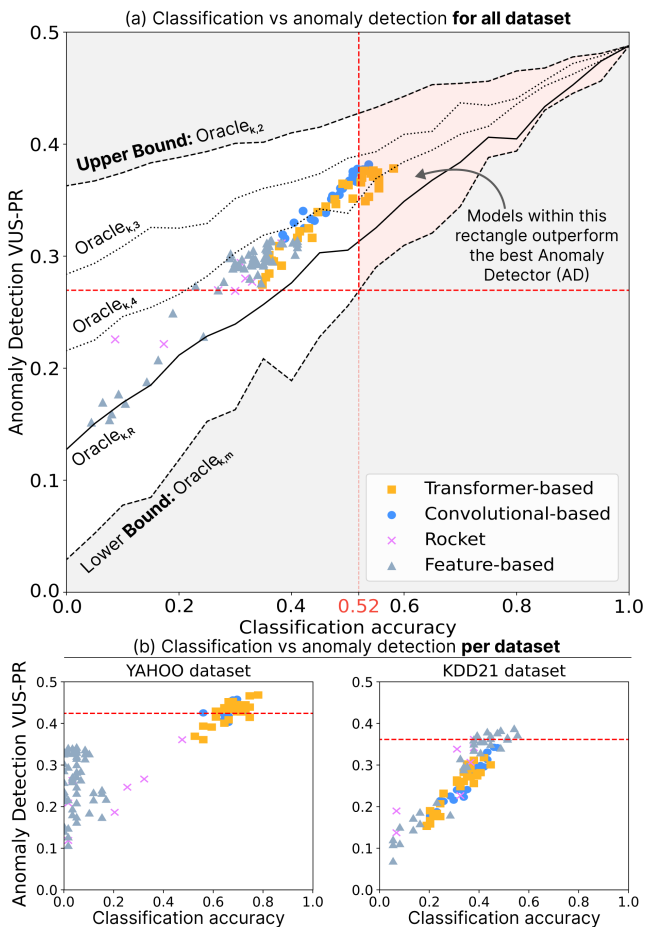 (a) Classification vs anomaly detection for all dataset
Anomaly Detection VUS-PR
0.5
0.4
0.3
0.2
0.1
0.0
Upper Bound: Oracle k,2
Oracle k,3
Oracle k,4
Oracle k,R
Lower Bound: Oracle k,m
Models within this
rectangle outperform
the best Anomaly
Detector (AD)
Transformer-based
Convolutional-based
Rocket
Feature-based
0.0 0.2 0.4 0.52 0.6 0.8 1.0
Classification accuracy
(b) Classification vs anomaly detection per dataset
YAHOO dataset
Anomaly Detection VUS-PR
0.5
0.4
0.3
0.2
0.1
0.0
0.0 0.2 0.4 0.6 0.8 1.0
Classification accuracy
KDD21 dataset
0.5
0.4
0.3
0.2
0.1
0.0
0.0 0.2 0.4 0.6 0.8 1.0
Classification accuracy